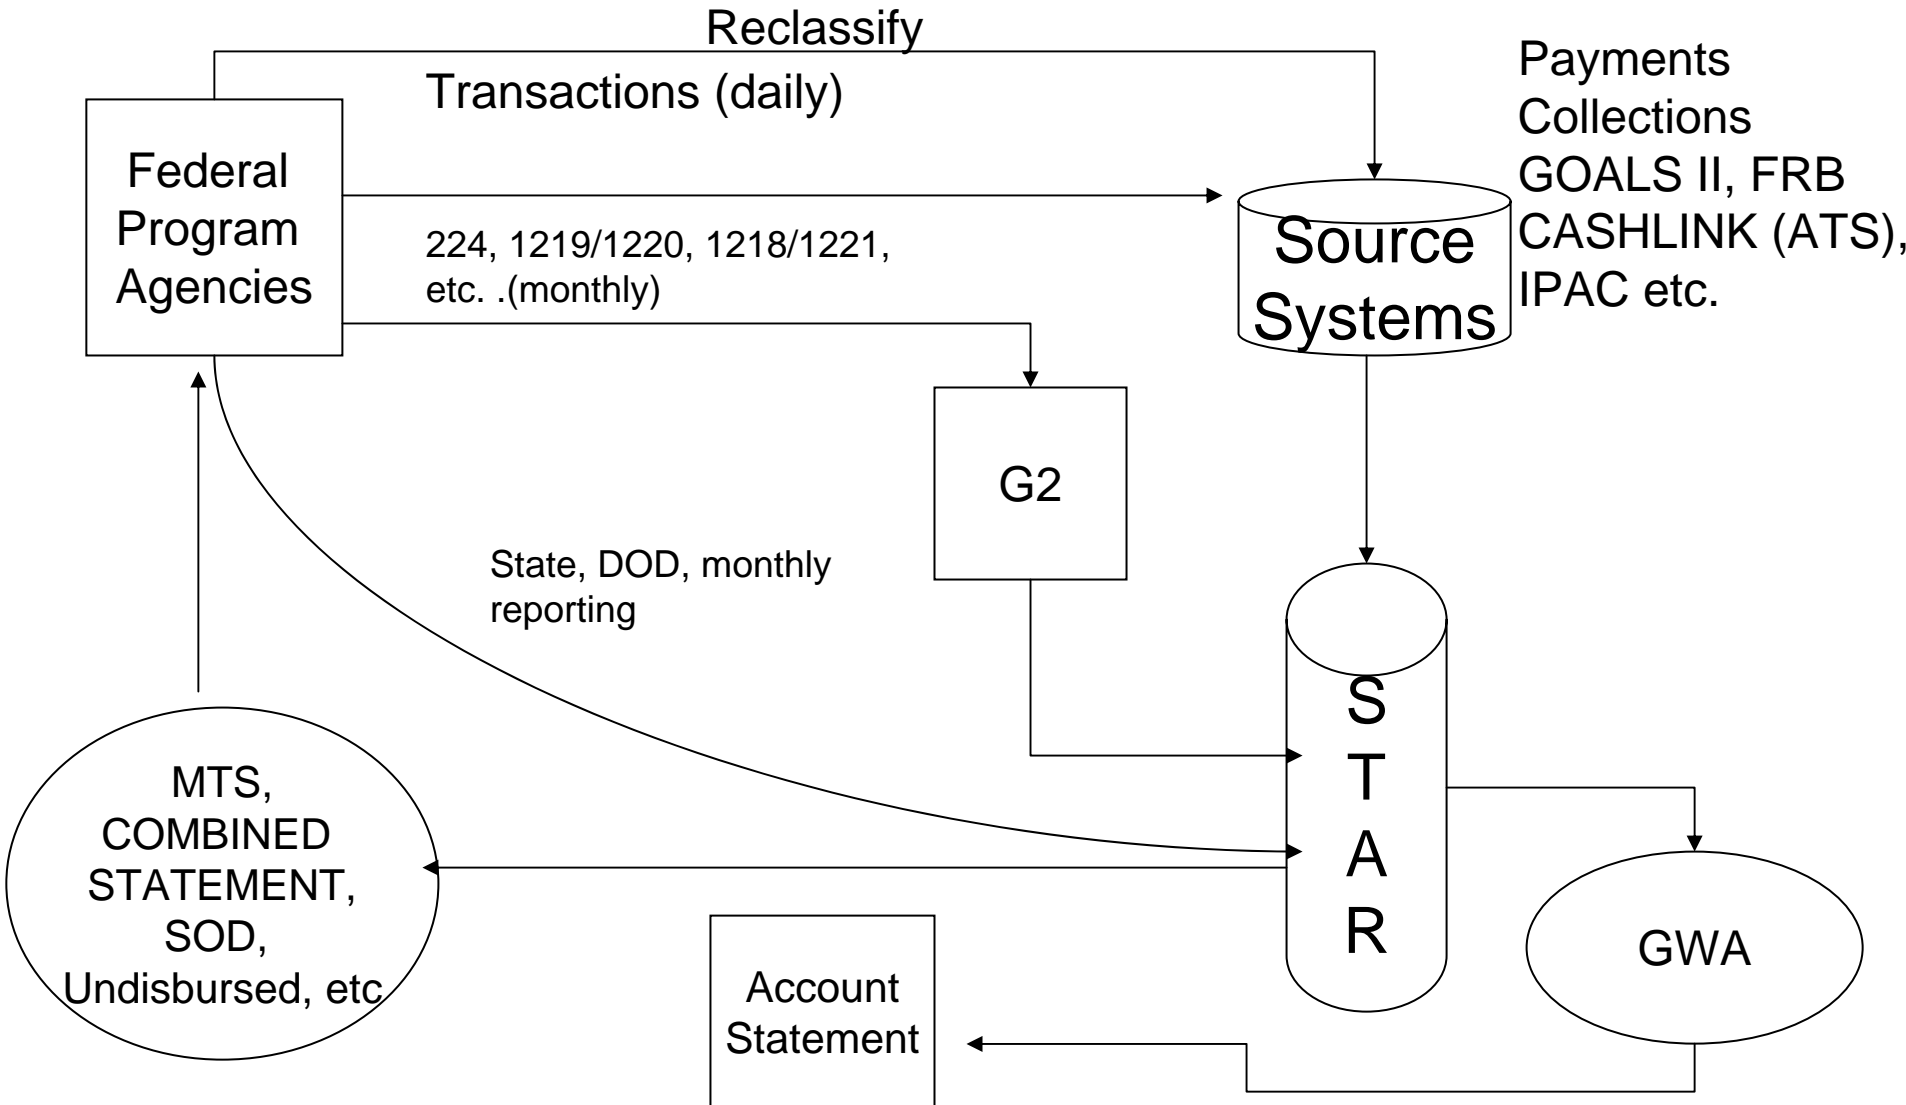 Reclassify
Transactions (daily)
Federal
Program
Agencies
224, 1219/1220, 1218/1221,
etc. .(monthly)
Source
Systems
Payments
Collections
GOALS II, FRB
CASHLINK (ATS),
IPAC etc.
G2
State, DOD, monthly
reporting
S
T
A
R
MTS,
COMBINED
STATEMENT,
SOD,
Undisbursed, etc
Account
Statement
GWA